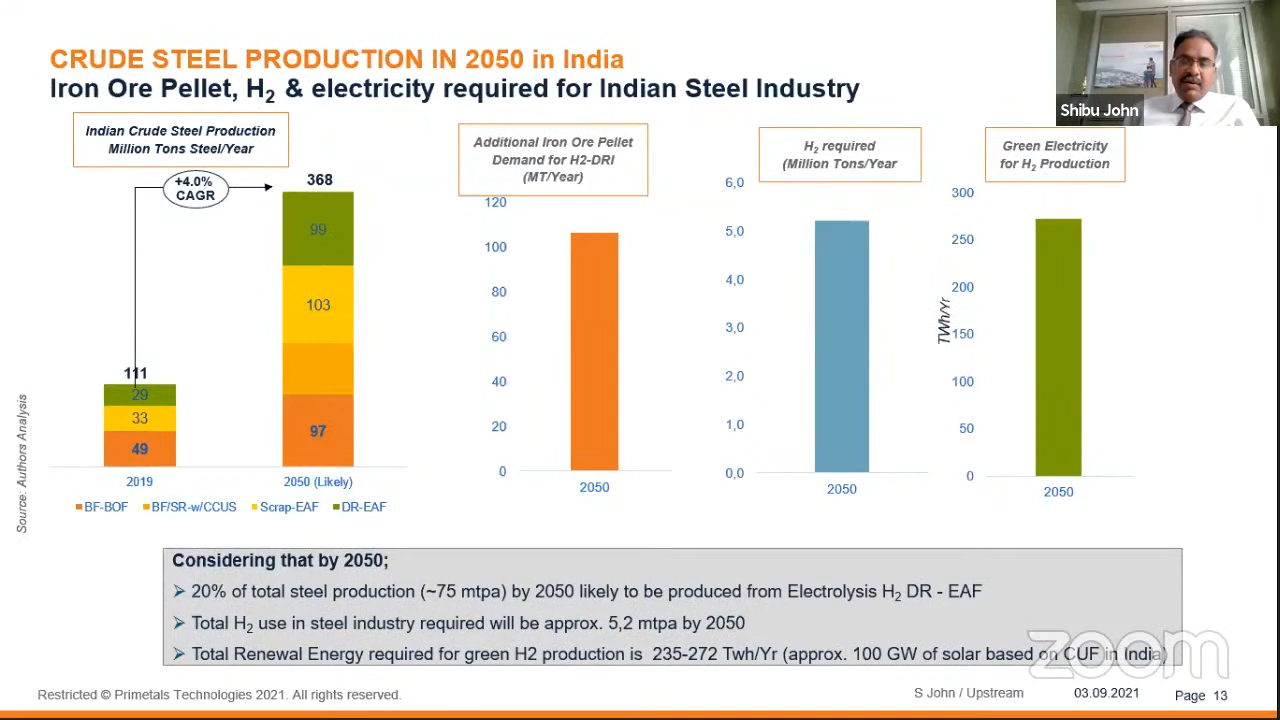 CRUDE STEEL PRODUCTION IN 2050 in India
Iron Ore Pellet, H2 & electricity required for Indian Steel Industry
Shibu John
Indian Crude Steel Production
Million Tons Steel/Year
+4.0%
CAGR
368
99
103
97
111
29
33
49
2019
2050 (Likely)
BF-BOF
BF/SR-w/CCUS
Scrap-EAF
DR-EAF
Source: Authors Analysis
Additional Iron Ore Pellet
Demand for H2-DRI
(MT/Year)
120
100
80
60
40
20
0
2050
H2 required
(Million Tons/Year
6,0
5,0
4,0
3,0
2,0
1,0
0,0
2050
Green Electricity
for H2 Production
TWh/Yr
300
250
200
150
100
50
0
2050
Considering that by 2050;
20% of total steel production (~75 mtpa) by 2050 likely to be produced from Electrolysis H2 DR - EAF
Total H2 use in steel industry required will be approx. 5,2 mtpa by 2050
Total Renewal Energy required for green H2 production is 235-272 Twh/Yr (approx. 100 GW of solar based on CUF in India)
zoom
Restricted © Primetals Technologies 2021. All rights reserved.
S John / Upstream
03.09.2021
Page 13